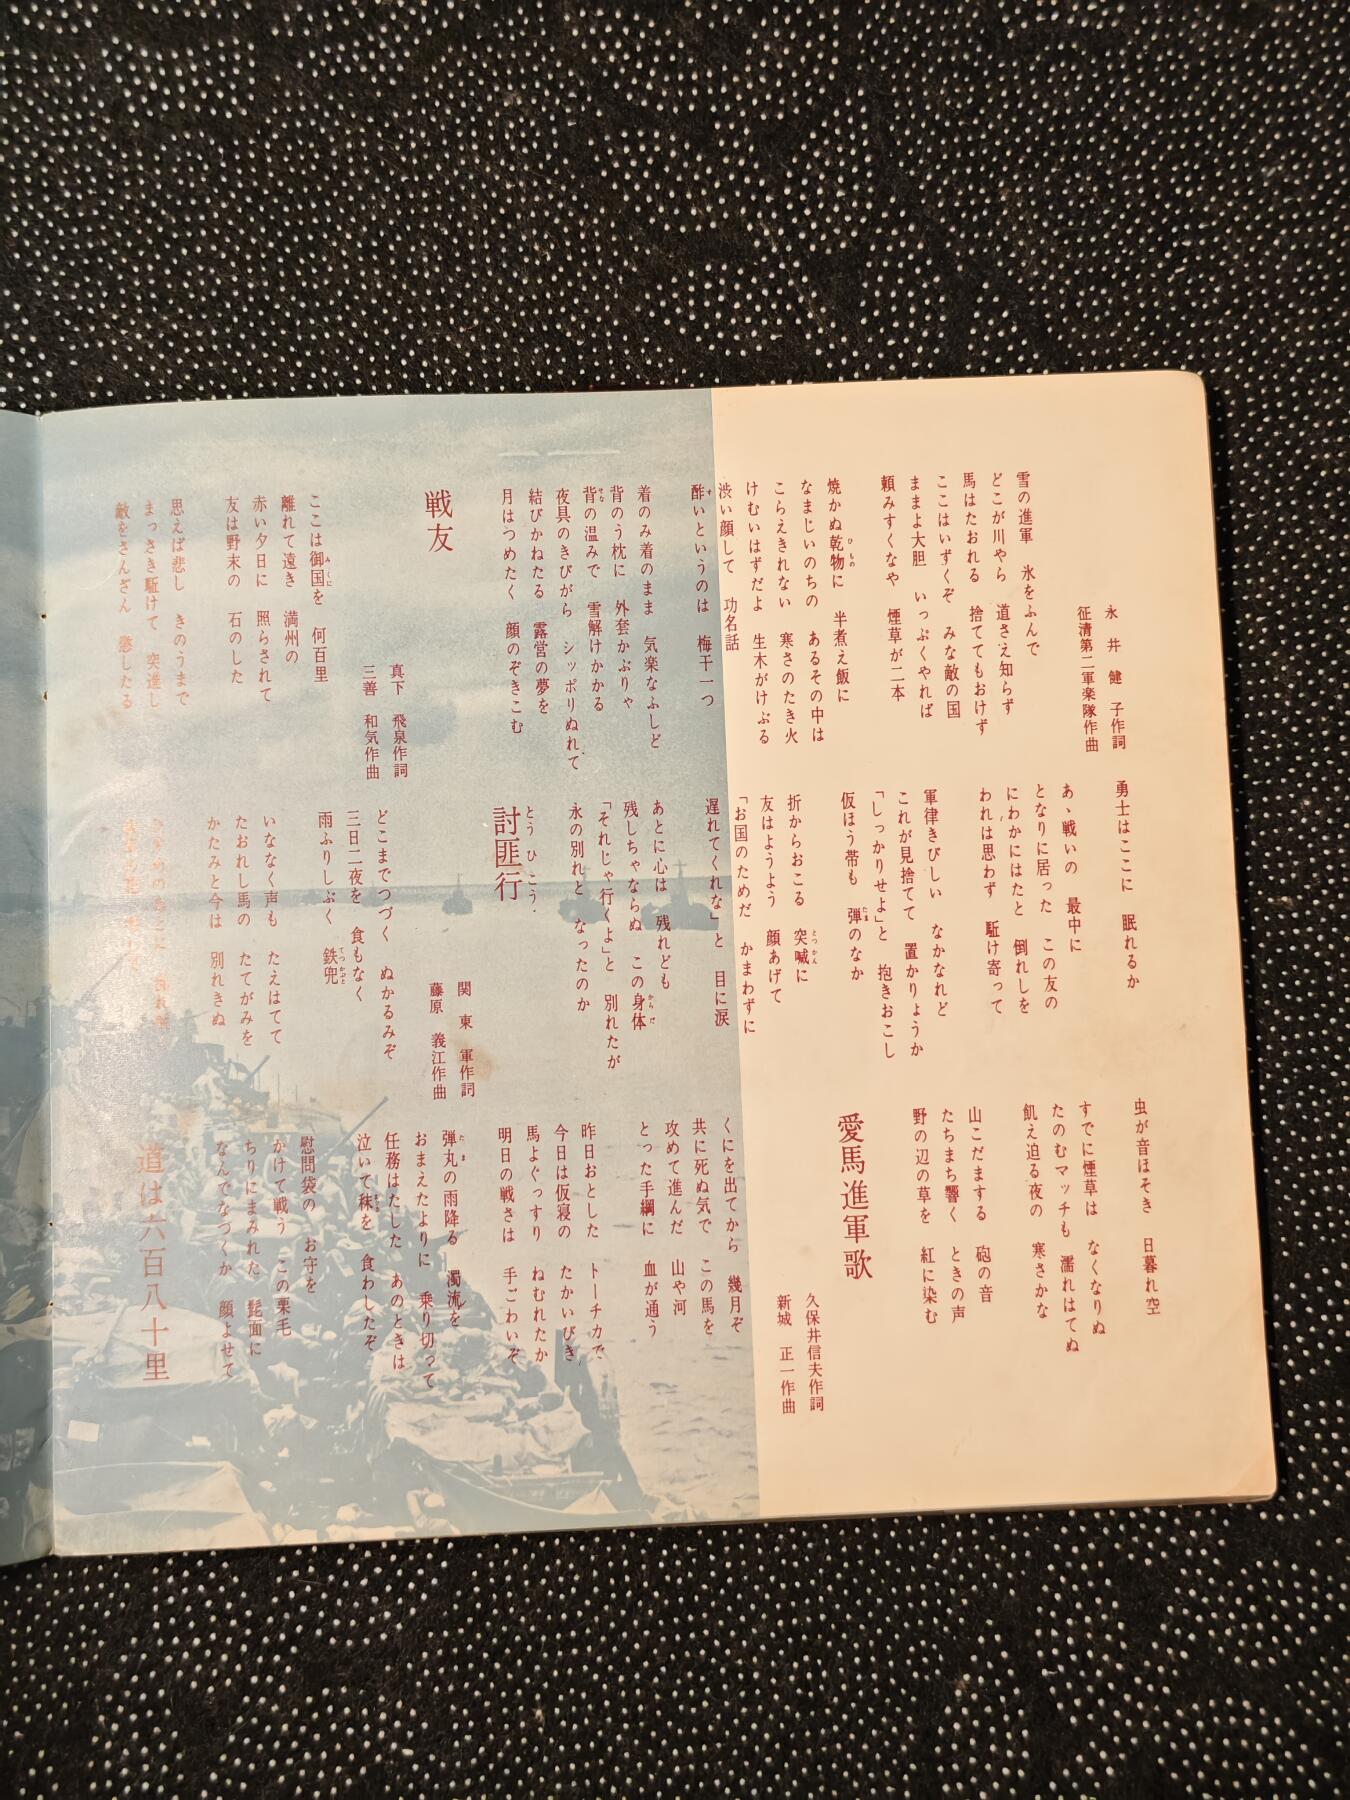 永井健子作詞
征清第二軍楽隊作曲
雪の進軍　氷をふんで
どこが川やら　道さえ知らず
馬はたおれる　捨ててもおけず
ここはいずくぞ　みな敵の国
ままよ大胆　いっぷくやれば
頼みすくなや　煙草が二本
焼かぬ乾物に　半煮え飯に
ひもの
なまじいのちの　あるその中は
こらえきれない　寒さのたき火
けむいはずだよ　生木がけぶる
渋い顔して　功名話
酢いというのは　梅干一つ
す
着のみ着のまま　気楽なふしど
背のう枕に　外套かぶりゃ
背の温みで　雪解けかかる
せな
夜具のきびがら　シッポリぬれて
結びかねたる　露営の夢を
月はつめたく　顔のぞきこむ
戦友
真下　飛泉作詞
三善　和気作曲
ここは御国を　何百里
みくに
離れて遠き　満州の
赤い夕日に　照らされて
友は野末の　石のした
思えば悲し　きのうまで
まっさき駈けて　突進し
敵をさんざん　懲したる
勇士はここに　眠れるか
あゝ戦いの　最中に
となりに居った　この友の
にわかにはたと　倒れしを
われは思わず　駈け寄って
軍律きびしい　なかなれど
これが見捨てて　置かりょうか
「しっかりせよ」と　抱きおこし
仮ほう帯も　弾のなか
たま
折からおこる　突喊に
とっかん
友はようよう　顔あげて
「お国のためだ　かまわずに
遅れてくれな」と　目に涙
あとに心は　残れども
残しちゃならぬ　この身体
からだ
「それじゃ行くよ」と　別れたが
永の別れと　なったのか
討匪行
とうひこう
関東軍作詞
藤原　義江作曲
どこまでつづく　ぬかるみぞ
三日二夜を　食もなく
雨ふりしぶく　鉄兜
てつかぶと
いななく声も　たえはてて
たおれし馬の　たてがみを
かたみと今は　別れきぬ
虫が音ほそき　日暮れ空
すでに煙草は　なくなりぬ
たのむマッチも　濡れはてぬ
飢え迫る夜の　寒さかな
山こだまする　砲の音
たちまち響く　ときの声
野の辺の草を　紅に染む
愛馬進軍歌
久保井信夫作詞
新城　正一作曲
くにを出てから　幾月ぞ
共に死ぬ気で　この馬を
攻めて進んだ　山や河
とった手綱に　血が通う
昨日おとした　トーチカで
今日は仮寝の　たかいびき
馬よぐっすり　ねむれたか
明日の戦さは　手ごわいぞ
弾丸の雨降る　濁流を
たま
おまえたよりに　乗り切って
任務はたした　あのときは
泣いて秣を　食わしたぞ
慰問袋の　お守を
かけて戦う　この栗毛
ちりにまみれた　髭面に
なんでなつくか　顔よせて
道は六百八十里